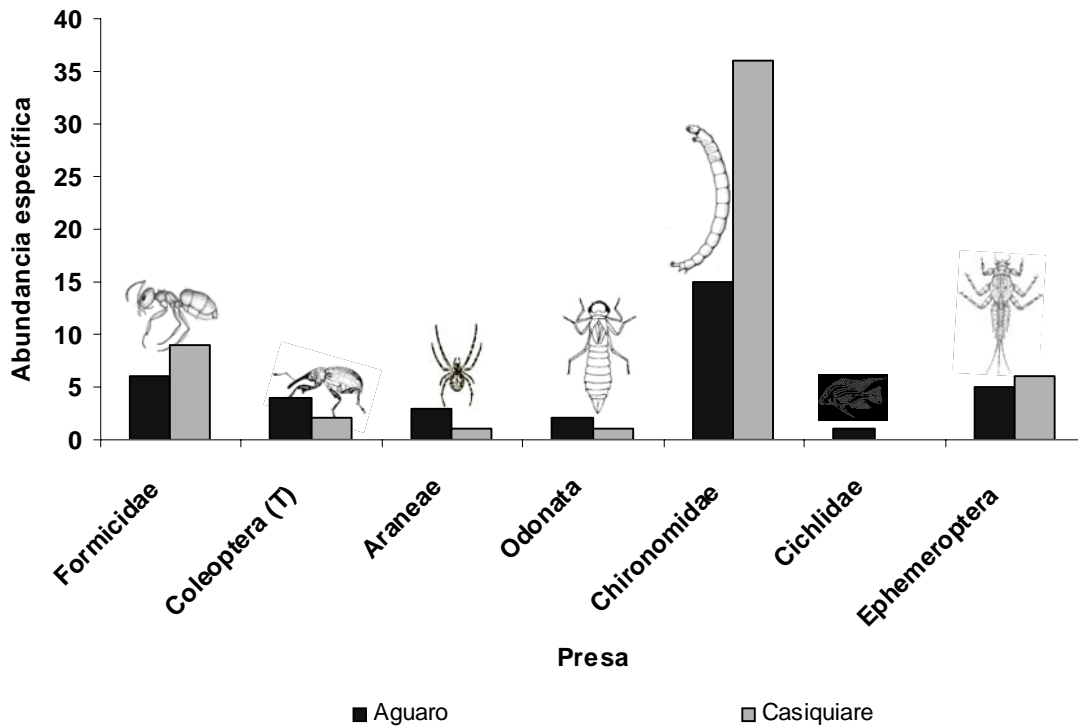 Abundancia específica
40
35
30
25
20
15
10
5
0
Formicidae
Coleoptera (T)
Araneae
Odonata
Chironomidae
Cichlidae
Ephemeroptera
Presa
Aguaro
Casiquiare